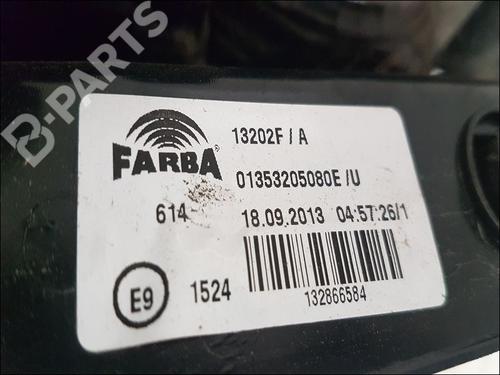 B-PARTS
FARBA®
13202F / A
01353205080E /U
614
18.09.2013 04:57:26/1
E9
1524
132866584